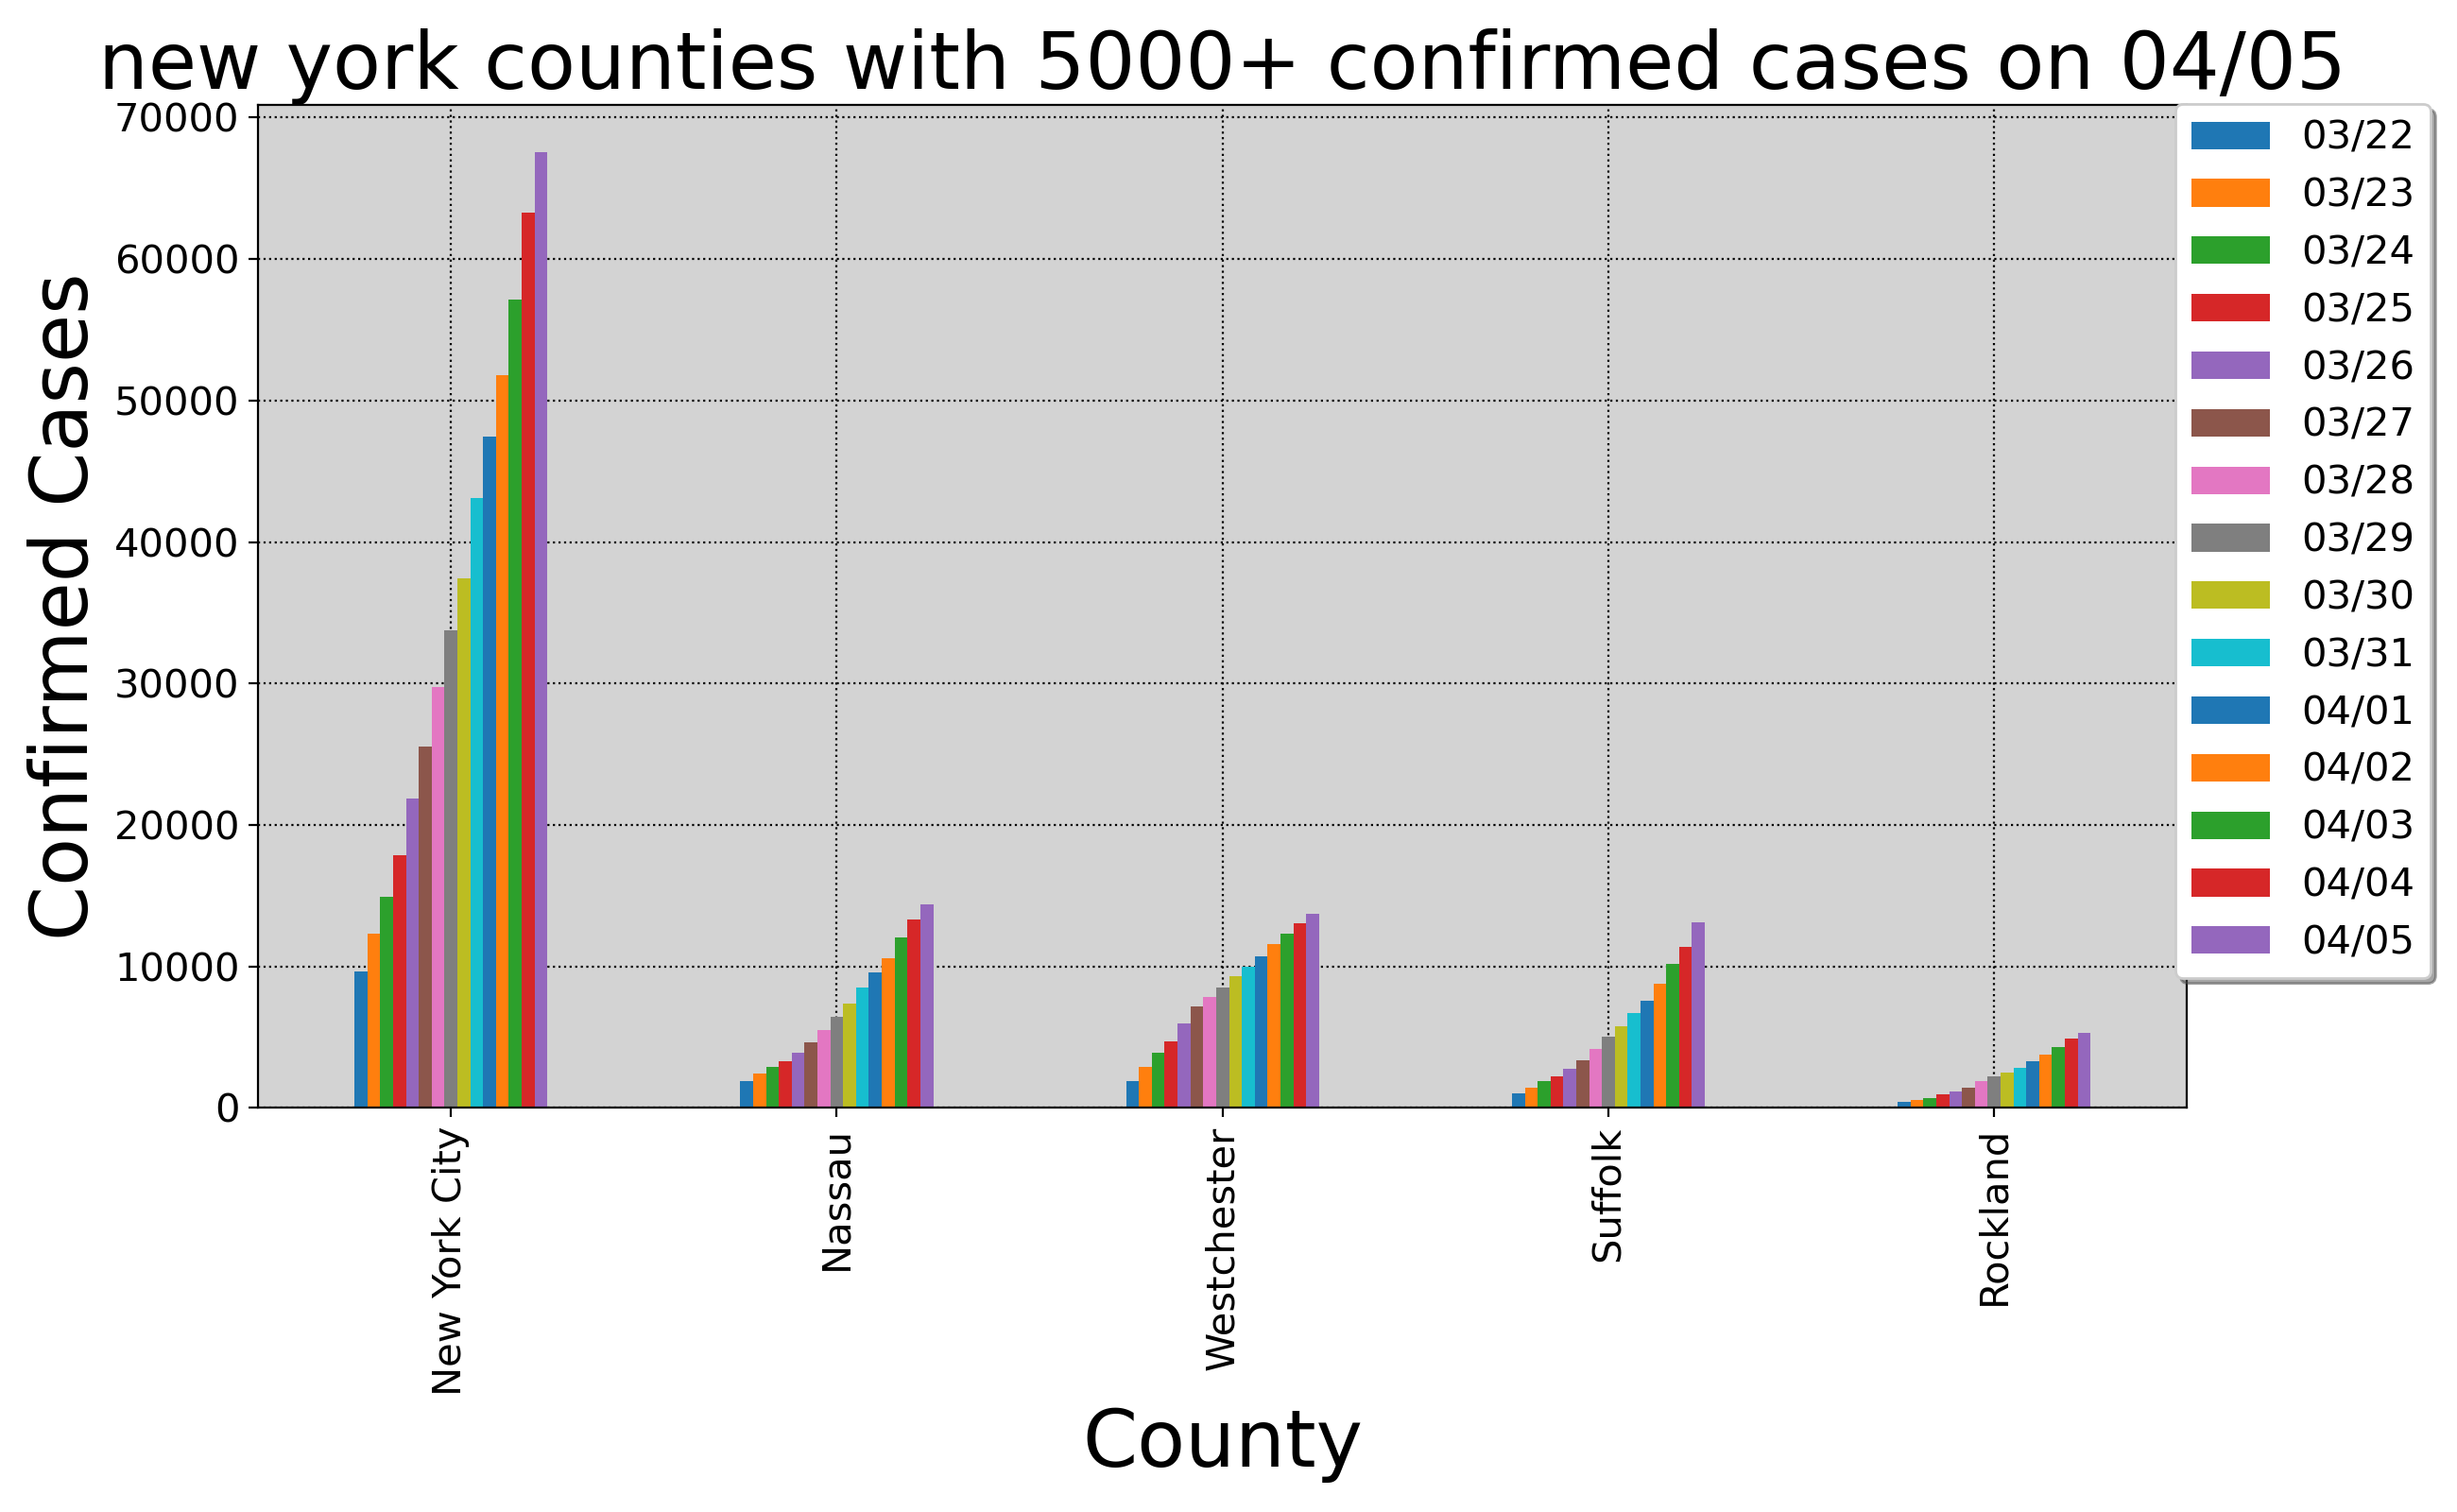 new york counties with 5000+ confirmed cases on 04/05
Confirmed Cases
70000
60000
50000
40000
30000
20000
10000
0
New York City
Nassau
Westchester
Suffolk
Rockland
County
03/22
03/23
03/24
03/25
03/26
03/27
03/28
03/29
03/30
03/31
04/01
04/02
04/03
04/04
04/05